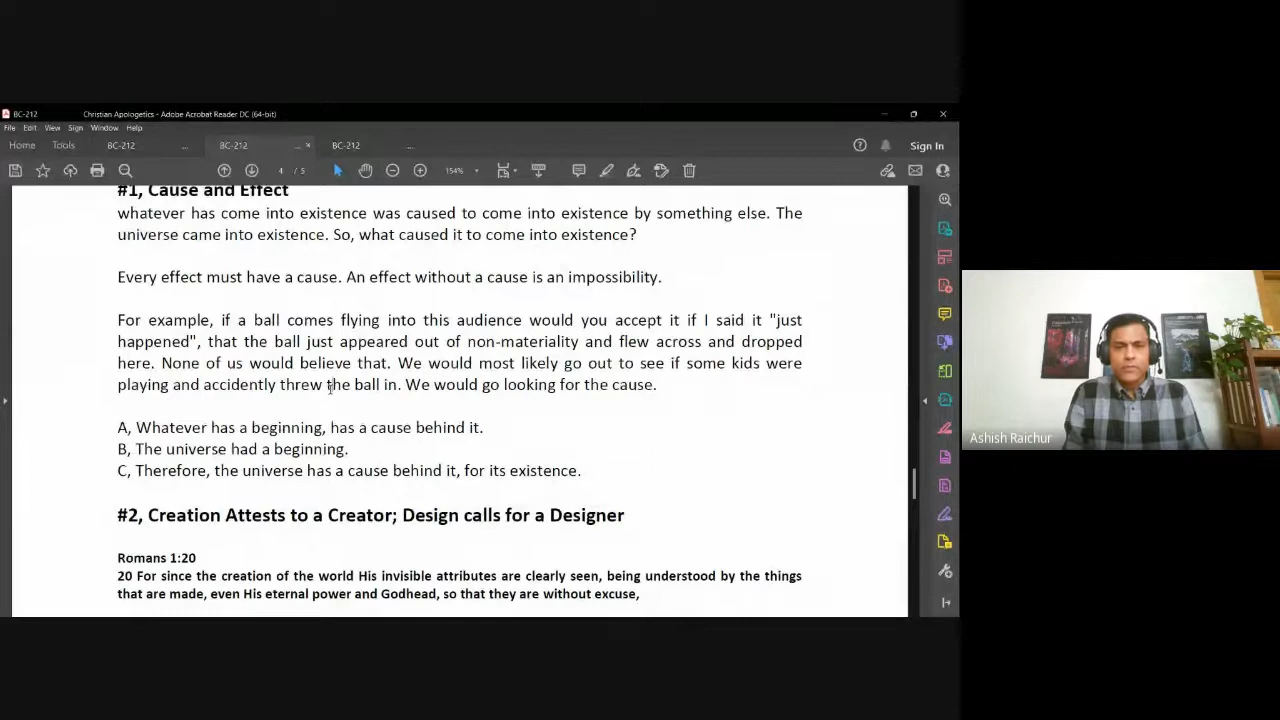 BC-212 Christian Apologetics - Adobe Acrobat Reader DC (64-bit)
File Edit View Sign Window Help
Home Tools BC-212 ... BC-212 ... × BC-212 ... Sign In
4 / 5 154%
#1, Cause and Effect
whatever has come into existence was caused to come into existence by something else. The
universe came into existence. So, what caused it to come into existence?
Every effect must have a cause. An effect without a cause is an impossibility.
For example, if a ball comes flying into this audience would you accept it if I said it "just
happened", that the ball just appeared out of non-materiality and flew across and dropped
here. None of us would believe that. We would most likely go out to see if some kids were
playing and accidently threw the ball in. We would go looking for the cause.
A, Whatever has a beginning, has a cause behind it.
B, The universe had a beginning.
C, Therefore, the universe has a cause behind it, for its existence.
#2, Creation Attests to a Creator; Design calls for a Designer
Romans 1:20
20 For since the creation of the world His invisible attributes are clearly seen, being understood by the things
that are made, even His eternal power and Godhead, so that they are without excuse,
Ashish Raichur